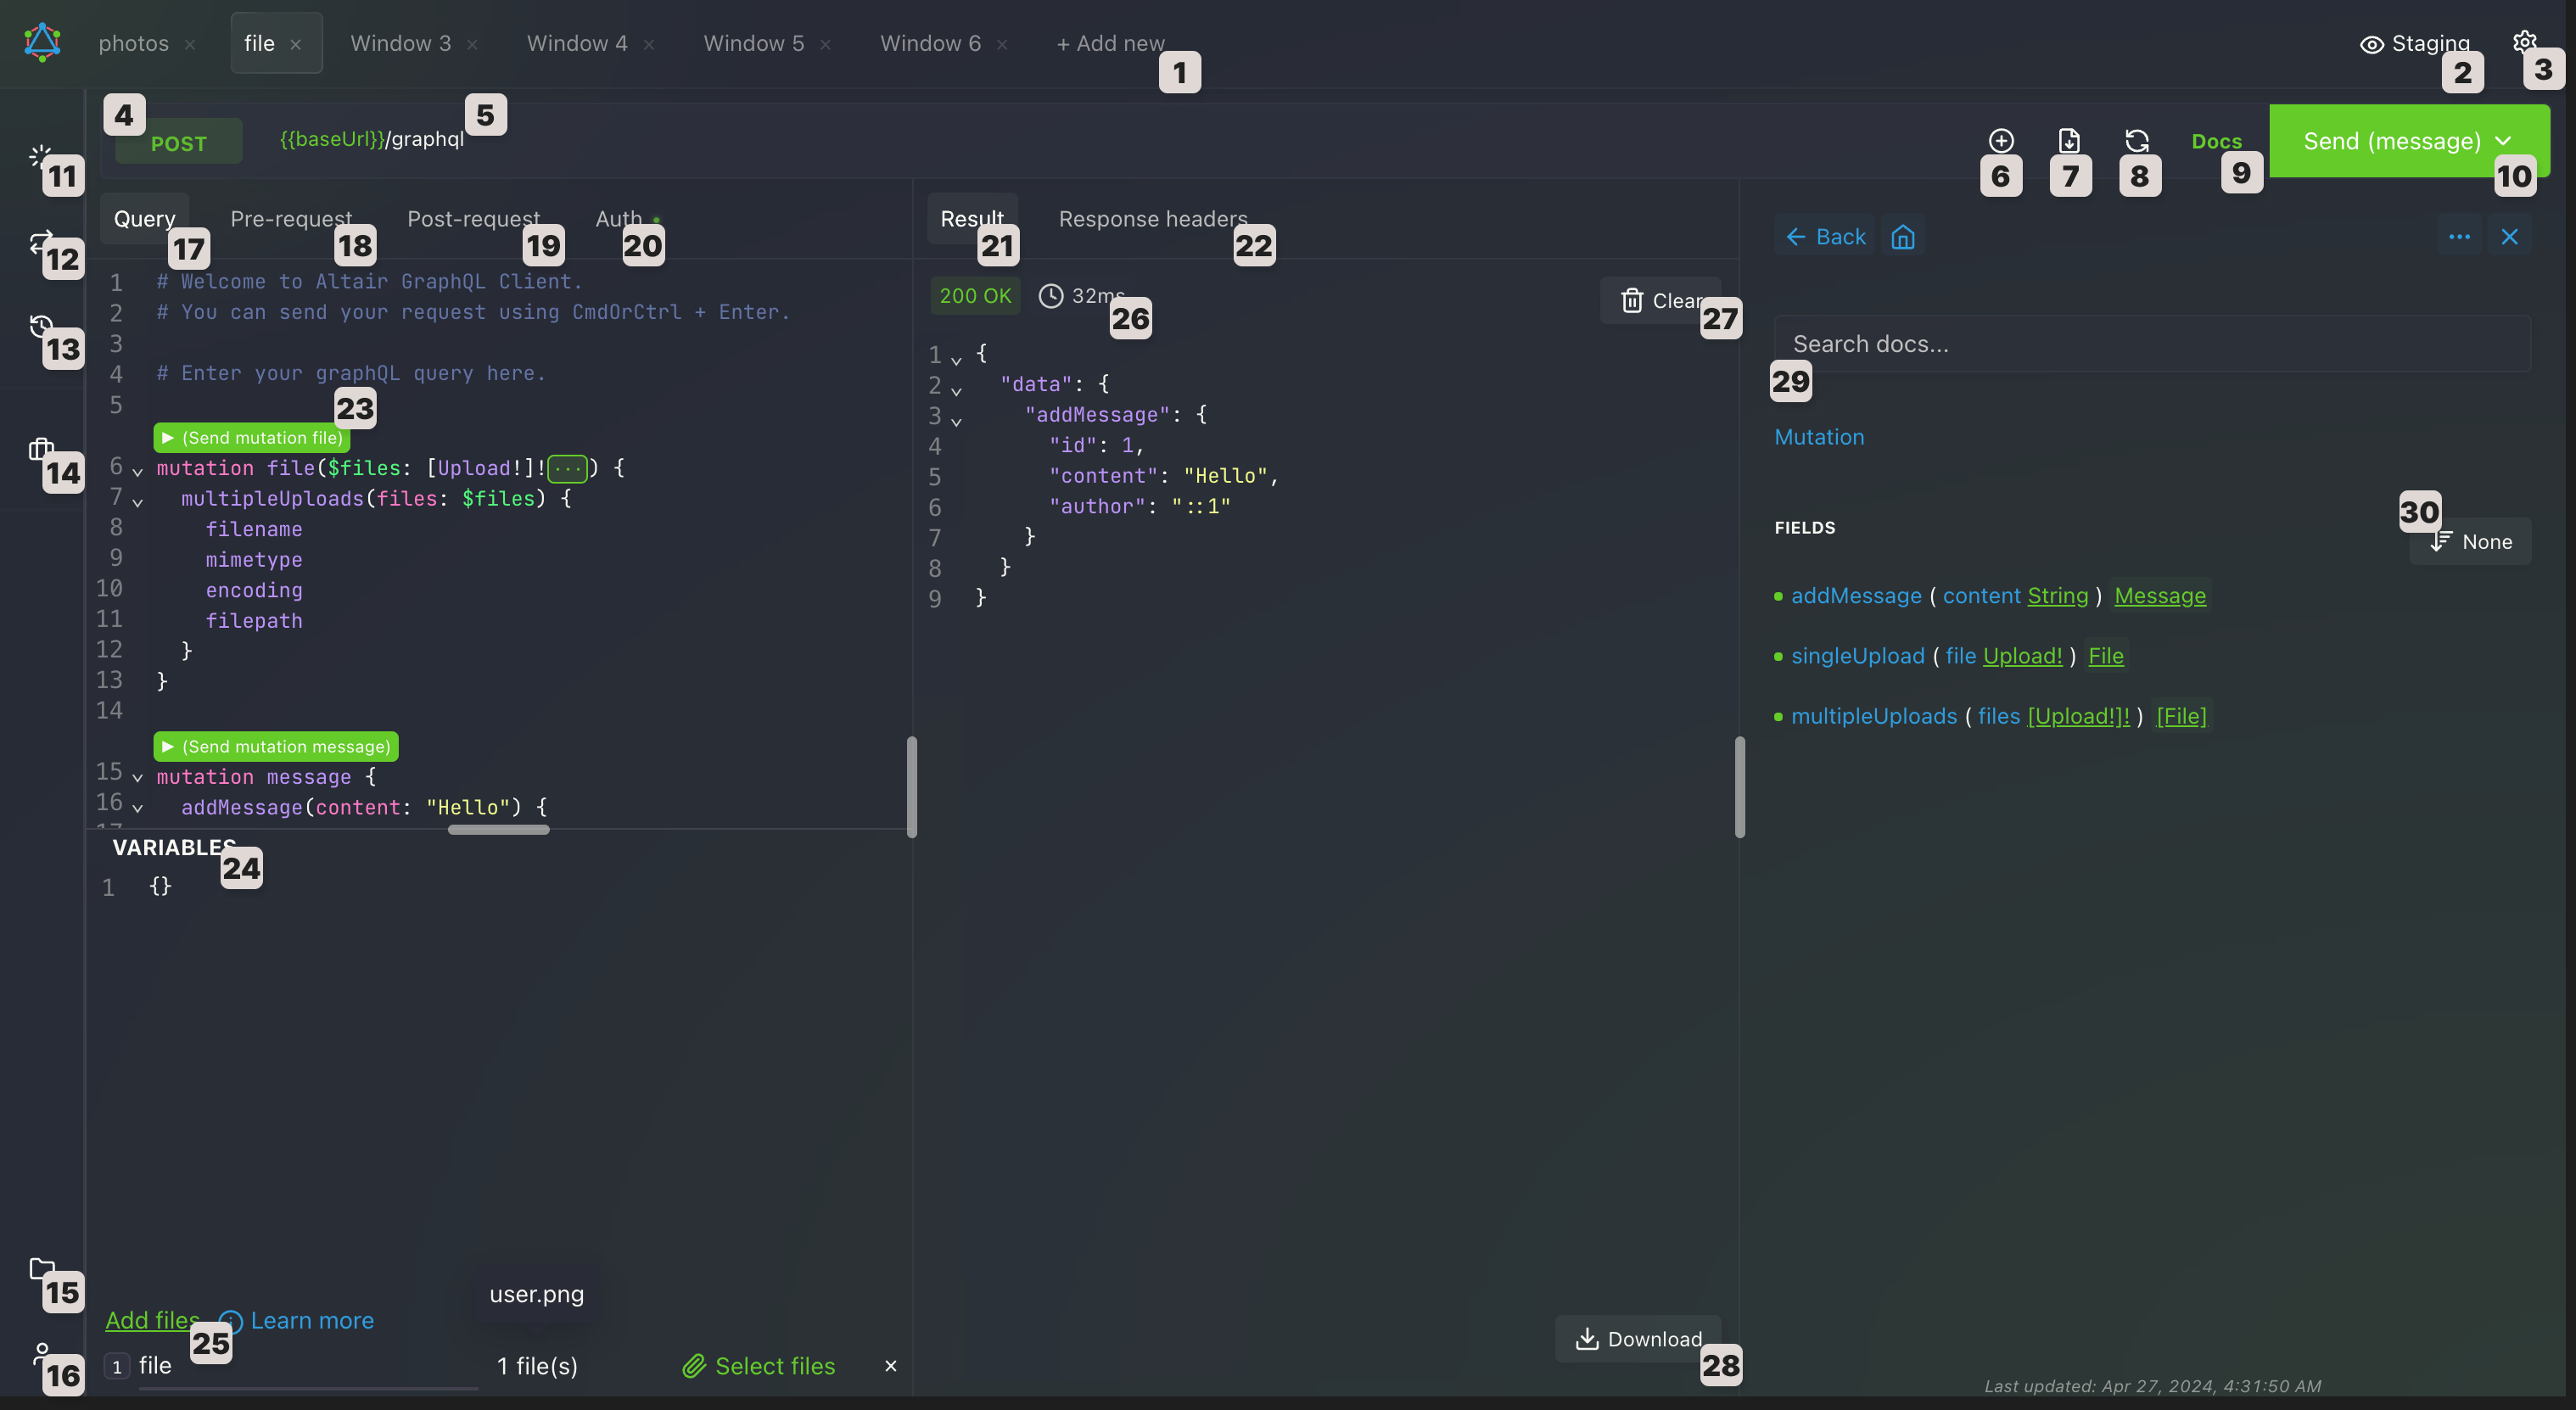 photos × file × Window 3 × Window 4 × Window 5 × Window 6 × + Add new Staging
1 2 3
4 5
POST {{baseUrl}}/graphql Docs Send (message)
6 7 8 9 10
11
12
13
14
15
16
Query Pre-request Post-request Auth
17 18 19 20
1 # Welcome to Altair GraphQL Client.
2 # You can send your request using CmdOrCtrl + Enter.
3
4 # Enter your graphQL query here.
5
23
▶ (Send mutation file)
6 mutation file($files: [Upload!]!...) {
7 multipleUploads(files: $files) {
8 filename
9 mimetype
10 encoding
11 filepath
12 }
13 }
14
▶ (Send mutation message)
15 mutation message {
16 addMessage(content: "Hello") {
17
VARIABLES
24
1 {}
user.png
Add files Learn more
25
1 file 1 file(s) Select files ×
Result Response headers
21 22
200 OK 32ms Clear
26 27
1 {
2 "data": {
3 "addMessage": {
4 "id": 1,
5 "content": "Hello",
6 "author": "::1"
7 }
8 }
9 }
Download
28
Back
Search docs...
29
Mutation
30
FIELDS None
addMessage ( content String ) Message
singleUpload ( file Upload! ) File
multipleUploads ( files [Upload!]! ) [File]
Last updated: Apr 27, 2024, 4:31:50 AM